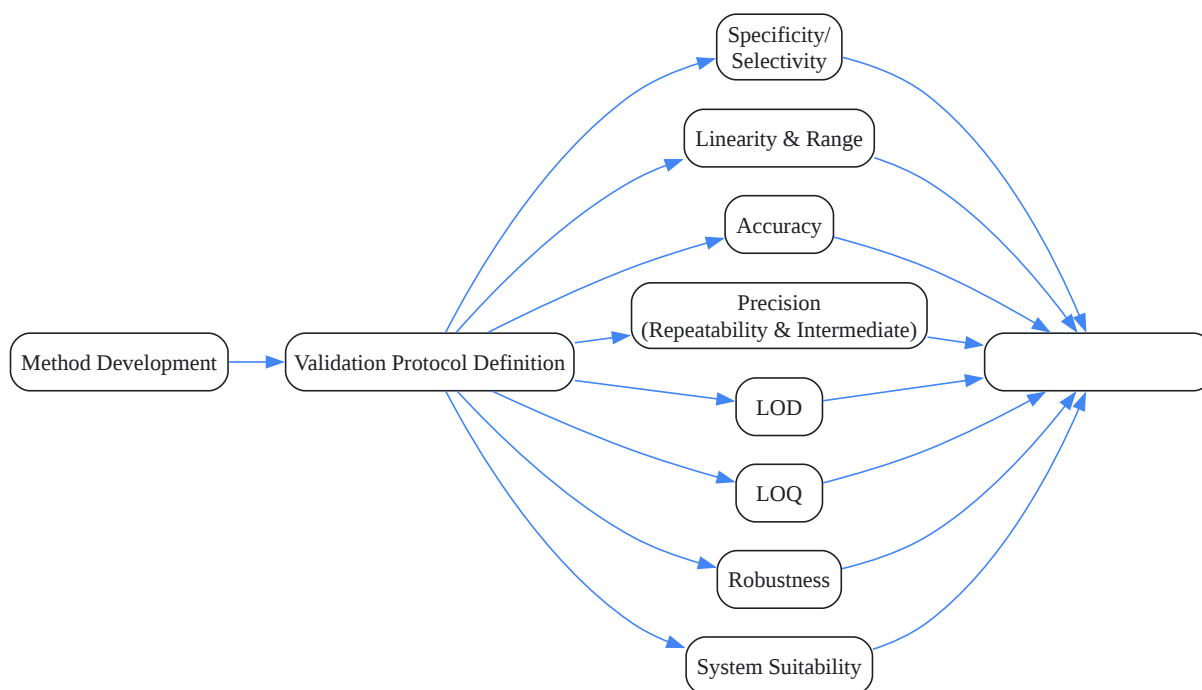 Specificity/
Selectivity
Linearity & Range
Accuracy
Precision
(Repeatability & Intermediate)
Method Development
Validation Protocol Definition
LOD
LOQ
Robustness
System Suitability